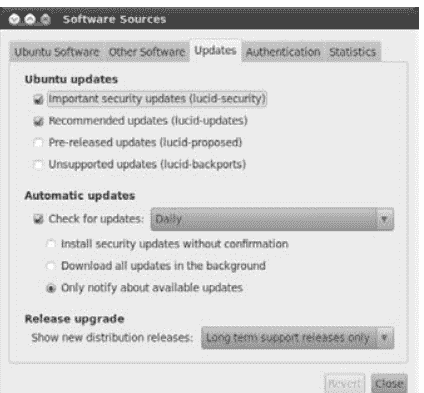 Software Sources
Ubuntu Software Other Software Updates Authentication Statistics
Ubuntu updates
Important security updates (lucid-security)
Recommended updates (lucid-updates)
Pre-released updates (lucid-proposed)
Unsupported updates (lucid-backports)
Automatic updates
Check for updates: Daily
Install security updates without confirmation
Download all updates in the background
Only notify about available updates
Release upgrade
Show new distribution releases: Long term support releases only
Revert Close